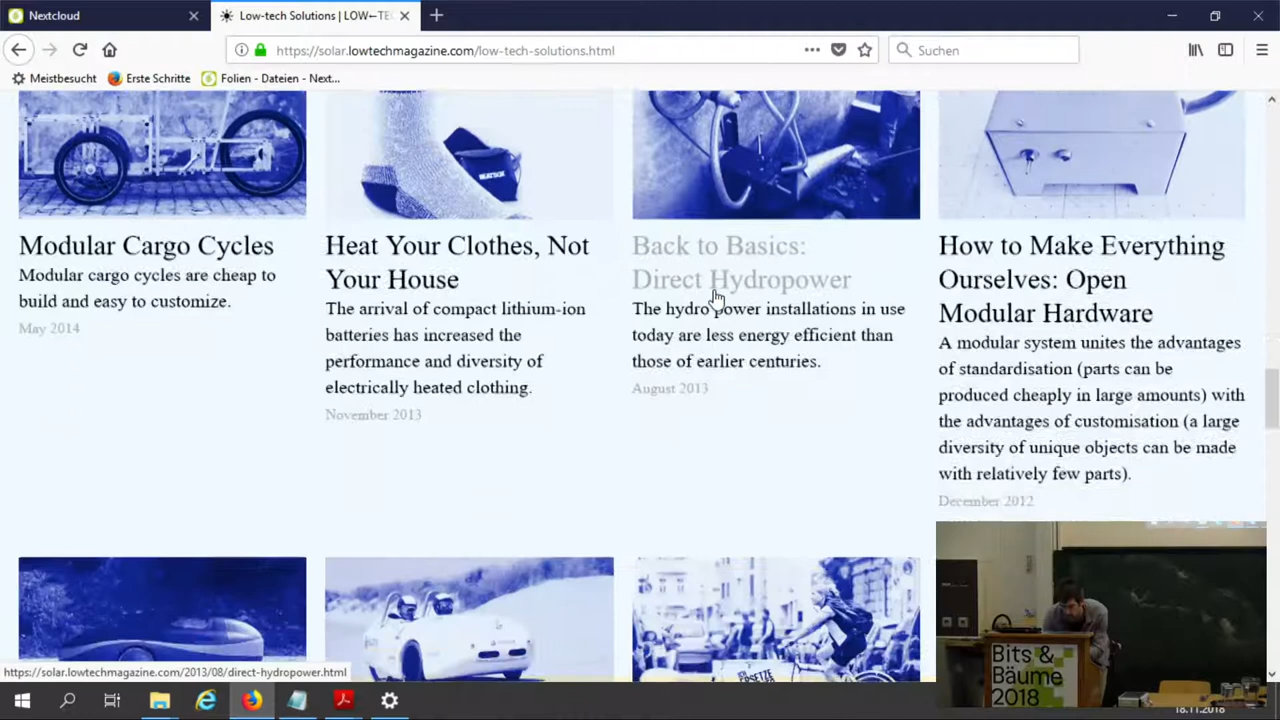 Nextcloud
Low-tech Solutions | LOW←TE
https://solar.lowtechmagazine.com/low-tech-solutions.html
Suchen
Meistbesucht
Erste Schritte
Folien - Dateien - Next...
Modular Cargo Cycles
Modular cargo cycles are cheap to
build and easy to customize.
May 2014
Heat Your Clothes, Not
Your House
The arrival of compact lithium-ion
batteries has increased the
performance and diversity of
electrically heated clothing.
November 2013
Back to Basics:
Direct Hydropower
The hydro power installations in use
today are less energy efficient than
those of earlier centuries.
August 2013
How to Make Everything
Ourselves: Open
Modular Hardware
A modular system unites the advantages
of standardisation (parts can be
produced cheaply in large amounts) with
the advantages of customisation (a large
diversity of unique objects can be made
with relatively few parts).
December 2012
https://solar.lowtechmagazine.com/2013/08/direct-hydropower.html
Bits &
Bäume
2018
18.11.2018